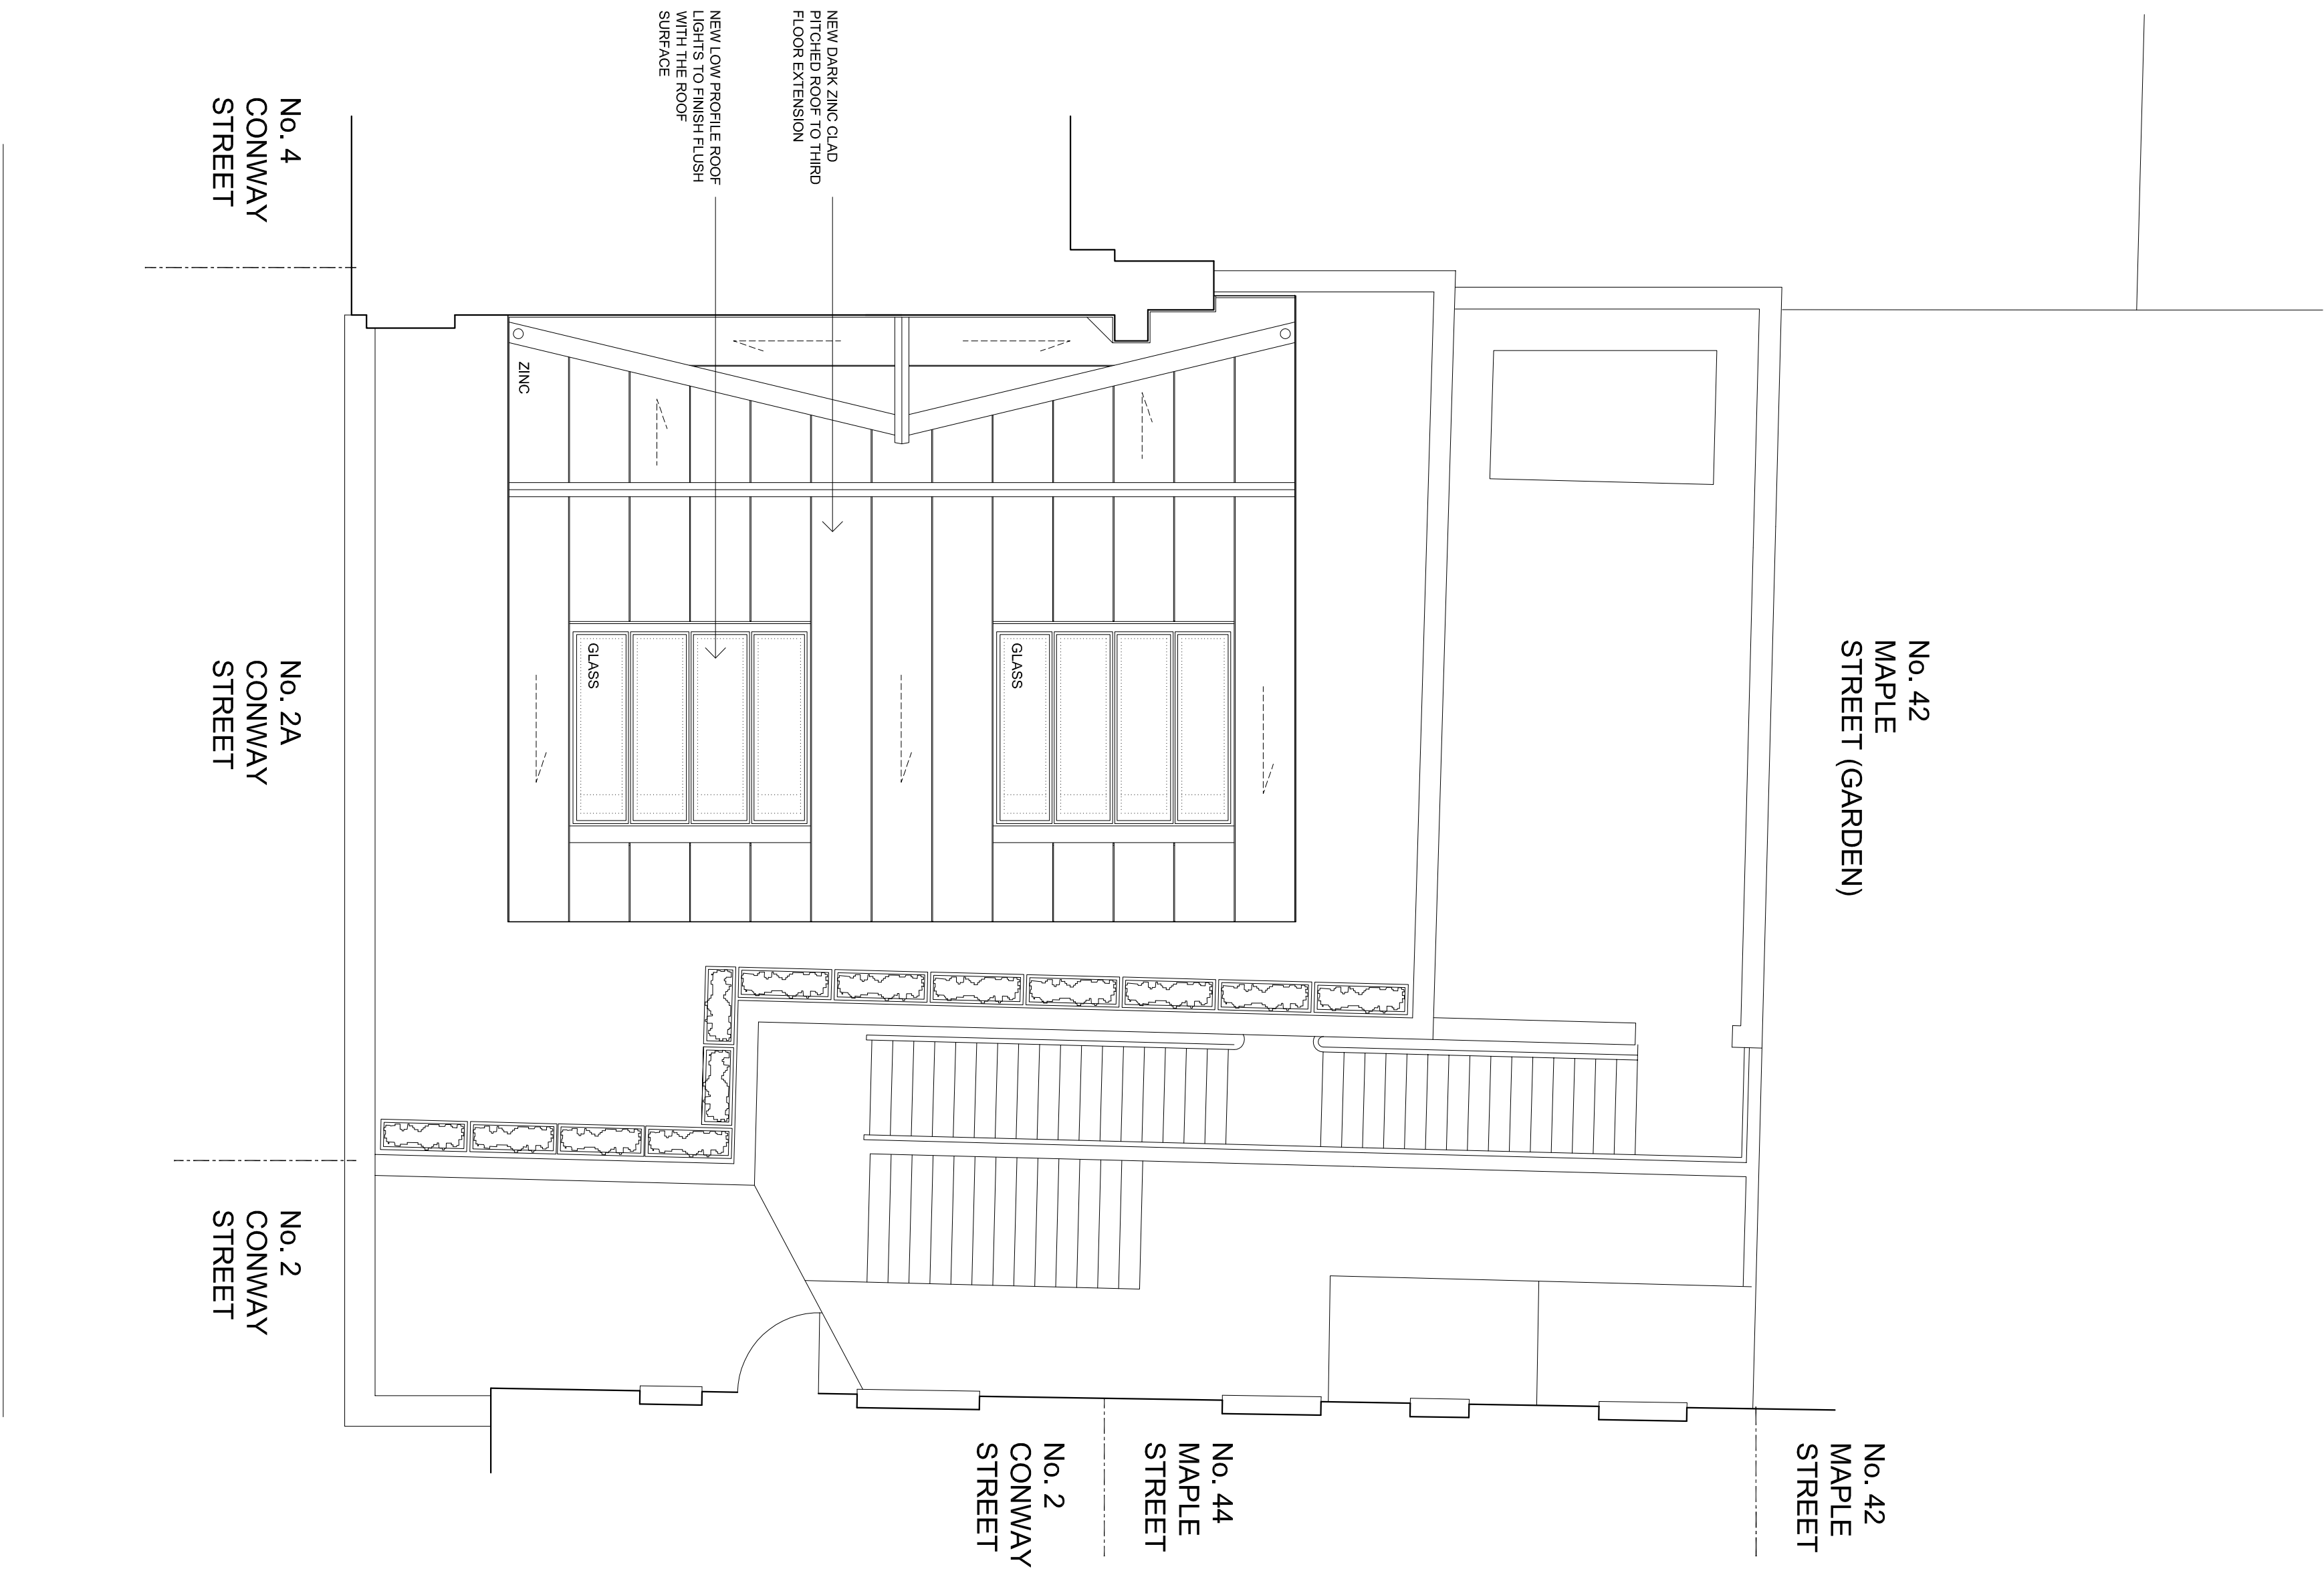 No. 4
CONWAY
STREET
NEW LOW PROFILE ROOF
LIGHTS TO FINISH FLUSH
WITH THE ROOF
SURFACE
NEW DARK ZINC CLAD
PITCHED ROOF TO THIRD
FLOOR EXTENSION
ZINC
No. 2A
CONWAY
STREET
GLASS
GLASS
No. 42
MAPLE
STREET (GARDEN)
No. 2
CONWAY
STREET
No. 2
CONWAY
STREET
No. 44
MAPLE
STREET
No. 42
MAPLE
STREET